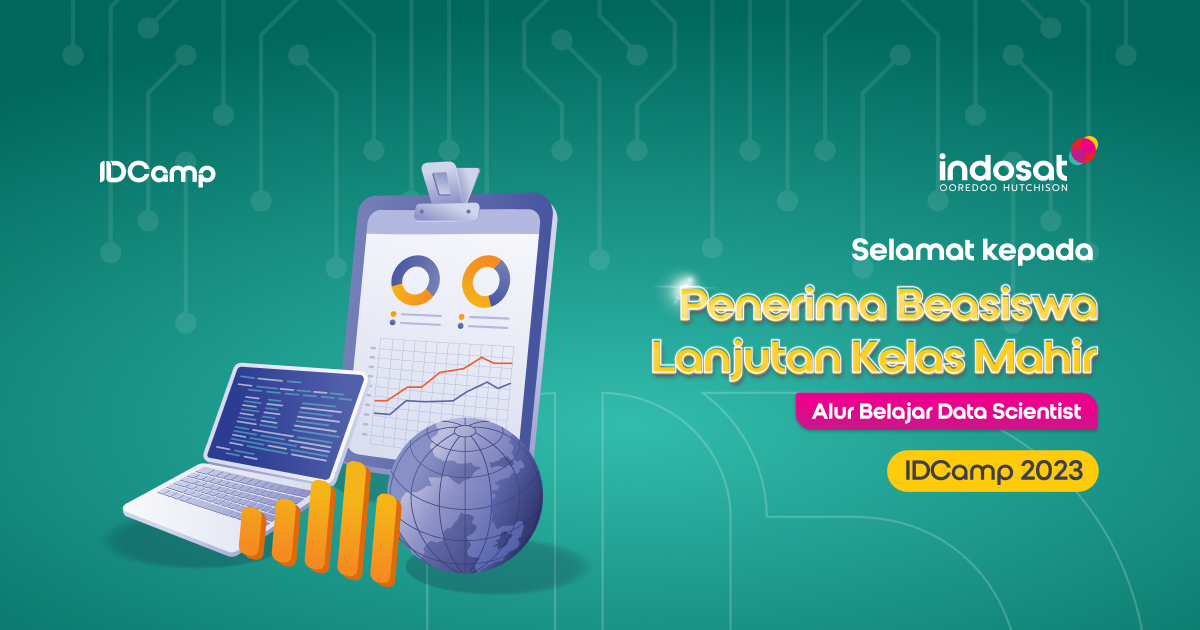 IDCamp
indosat
OOREDOO HUTCHISON
Selamat kepada
Penerima Beasiswa
Lanjutan Kelas Mahir
Alur Belajar Data Scientist
IDCamp 2023